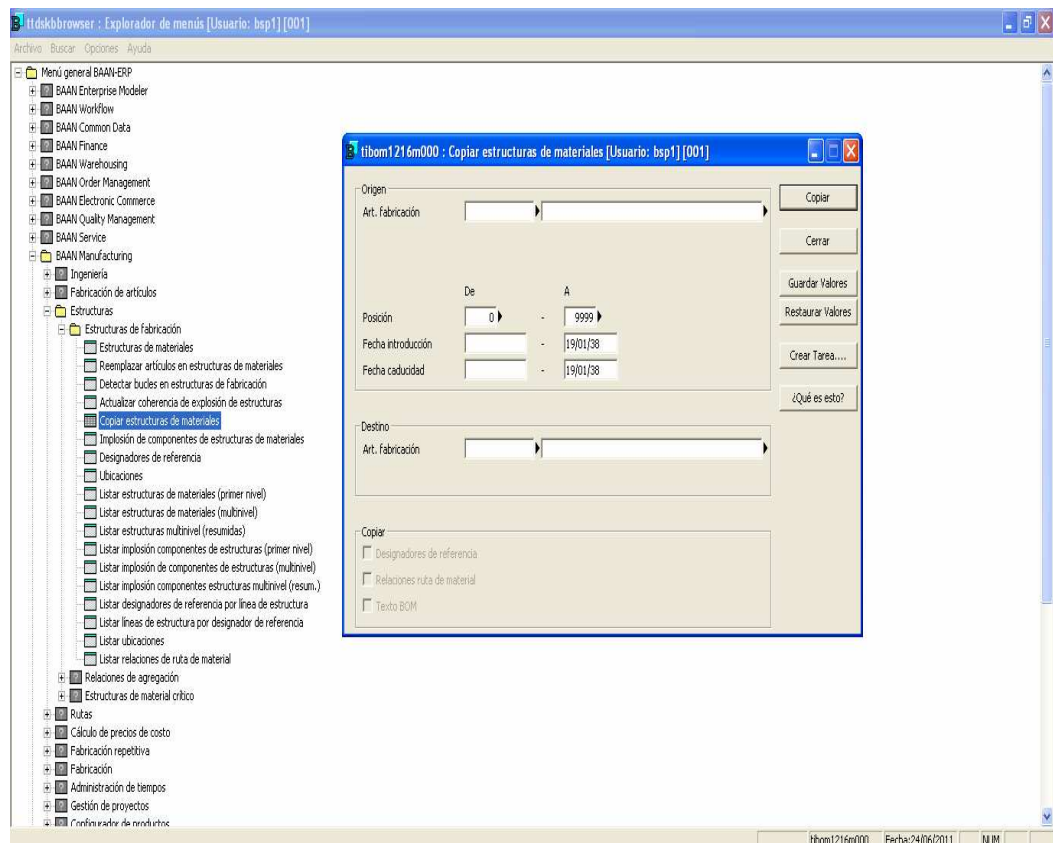 ttdskbbrowser : Explorador de menús [Usuario: bsp1] [001]
Archivo Buscar Opciones Ayuda
Menú general BAAN-ERP
BAAN Enterprise Modeler
BAAN Workflow
BAAN Common Data
BAAN Finance
BAAN Warehousing
BAAN Order Management
BAAN Electronic Commerce
BAAN Quality Management
BAAN Service
BAAN Manufacturing
Ingeniería
Fabricación de artículos
Estructuras
Estructuras de fabricación
Estructuras de materiales
Reemplazar artículos en estructuras de materiales
Detectar bucles en estructuras de fabricación
Actualizar coherencia de explosión de estructuras
Copiar estructuras de materiales
Implosión de componentes de estructuras de materiales
Designadores de referencia
Ubicaciones
Listar estructuras de materiales (primer nivel)
Listar estructuras de materiales (multinivel)
Listar estructuras multinivel (resumidas)
Listar implosión componentes de estructuras (primer nivel)
Listar implosión de componentes de estructuras (multinivel)
Listar implosión componentes estructuras multinivel (resum.)
Listar designadores de referencia por línea de estructura
Listar líneas de estructura por designador de referencia
Listar ubicaciones
Listar relaciones de ruta de material
Relaciones de agregación
Estructuras de material crítico
Rutas
Cálculo de precios de costo
Fabricación repetitiva
Fabricación
Administración de tiempos
Gestión de proyectos
Configurador de productos
tibom1216m000 : Copiar estructuras de materiales [Usuario: bsp1] [001]
Origen
Art. fabricación
De A
Posición 0 - 9999
Fecha introducción - 19/01/38
Fecha caducidad - 19/01/38
Destino
Art. fabricación
Copiar
Designadores de referencia
Relaciones ruta de material
Texto BOM
Copiar
Cerrar
Guardar Valores
Restaurar Valores
Crear Tarea....
¿Qué es esto?
tibom1216m000 Fecha:24/06/2011 NUM